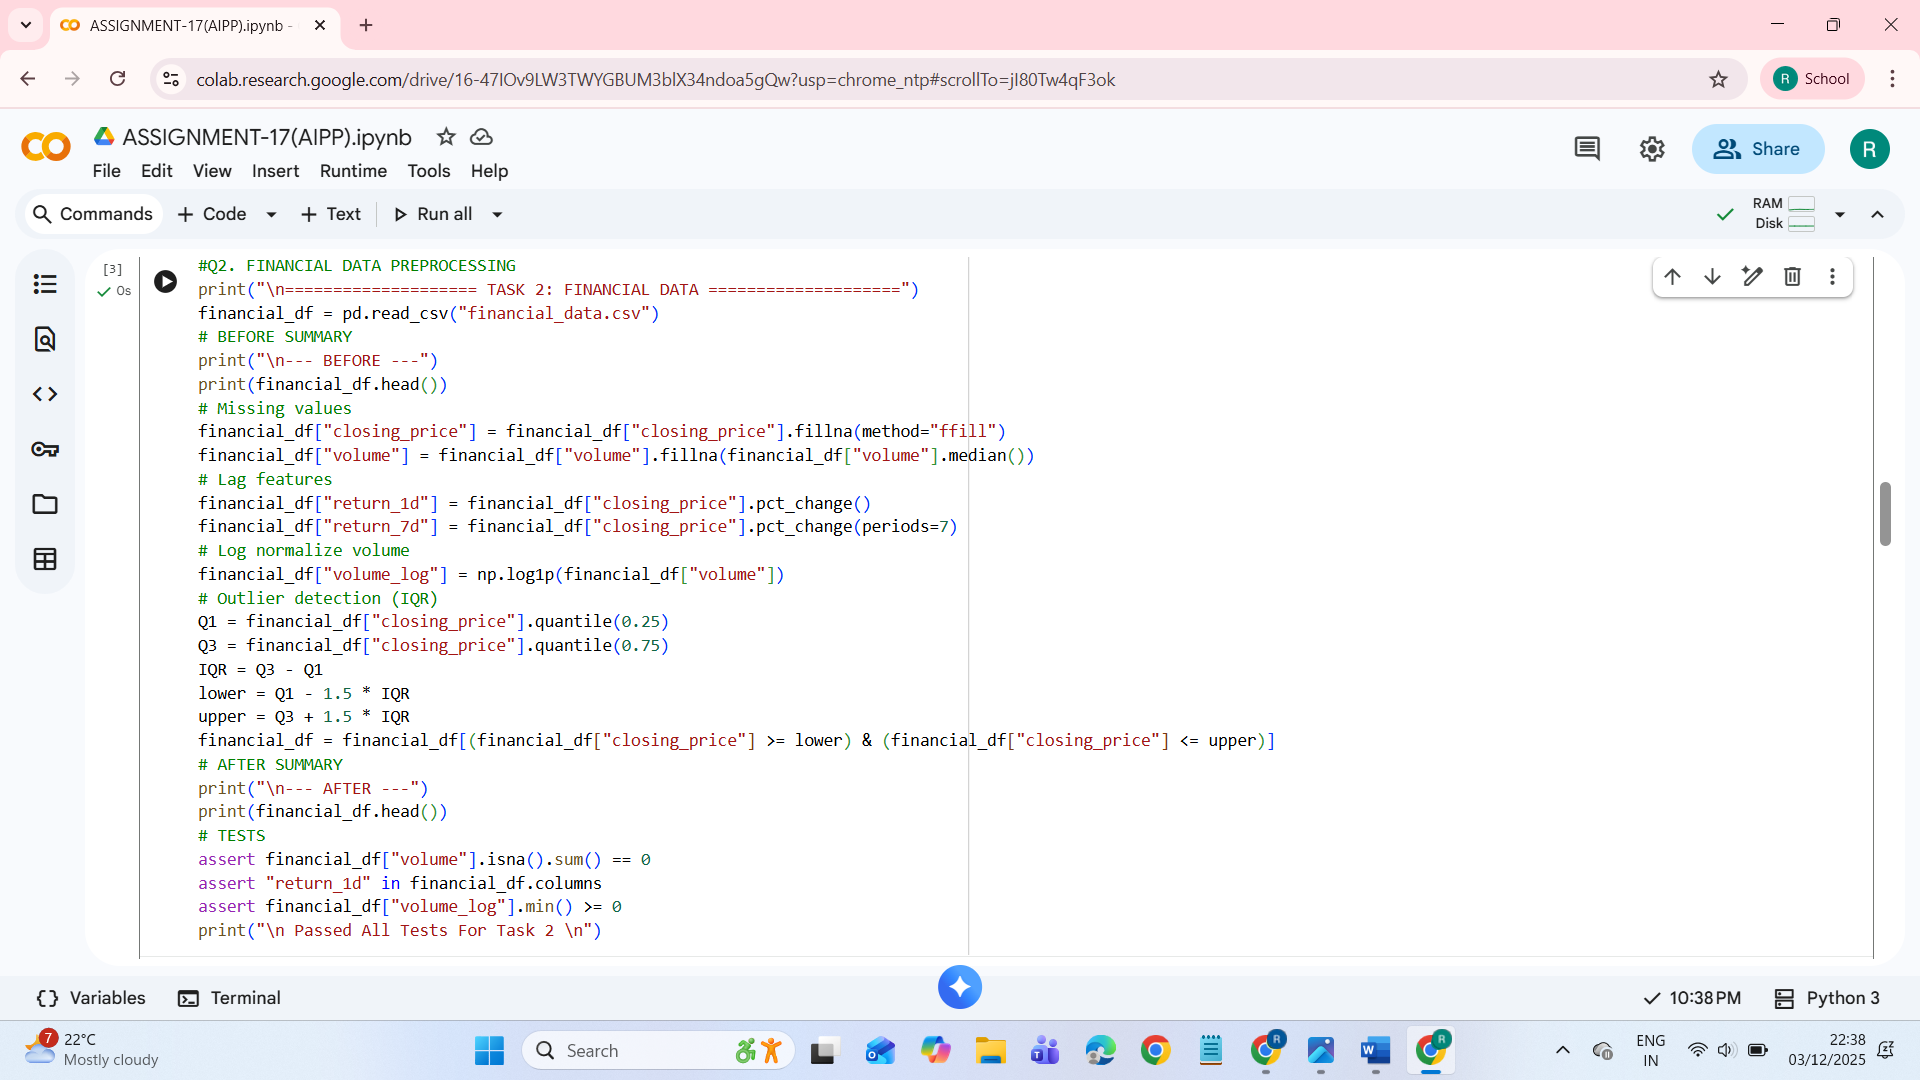 ASSIGNMENT-17(AIPP).ipynb -
colab.research.google.com/drive/16-47IOv9LW3TWYGBUM3blX34ndoa5gQw?usp=chrome_ntp#scrollTo=jI80Tw4qF3ok
R School
ASSIGNMENT-17(AIPP).ipynb
File Edit View Insert Runtime Tools Help
Share
R
Commands + Code + Text Run all
RAM
Disk
[3]
0s
#Q2. FINANCIAL DATA PREPROCESSING
print("\n==================== TASK 2: FINANCIAL DATA ====================")
financial_df = pd.read_csv("financial_data.csv")
# BEFORE SUMMARY
print("\n--- BEFORE ---")
print(financial_df.head())
# Missing values
financial_df["closing_price"] = financial_df["closing_price"].fillna(method="ffill")
financial_df["volume"] = financial_df["volume"].fillna(financial_df["volume"].median())
# Lag features
financial_df["return_1d"] = financial_df["closing_price"].pct_change()
financial_df["return_7d"] = financial_df["closing_price"].pct_change(periods=7)
# Log normalize volume
financial_df["volume_log"] = np.log1p(financial_df["volume"])
# Outlier detection (IQR)
Q1 = financial_df["closing_price"].quantile(0.25)
Q3 = financial_df["closing_price"].quantile(0.75)
IQR = Q3 - Q1
lower = Q1 - 1.5 * IQR
upper = Q3 + 1.5 * IQR
financial_df = financial_df[(financial_df["closing_price"] >= lower) & (financial_df["closing_price"] <= upper)]
# AFTER SUMMARY
print("\n--- AFTER ---")
print(financial_df.head())
# TESTS
assert financial_df["volume"].isna().sum() == 0
assert "return_1d" in financial_df.columns
assert financial_df["volume_log"].min() >= 0
print("\n Passed All Tests For Task 2 \n")
Variables Terminal
10:38 PM Python 3
7
22°C
Mostly cloudy
Search
R
R
ENG
IN
22:38
03/12/2025